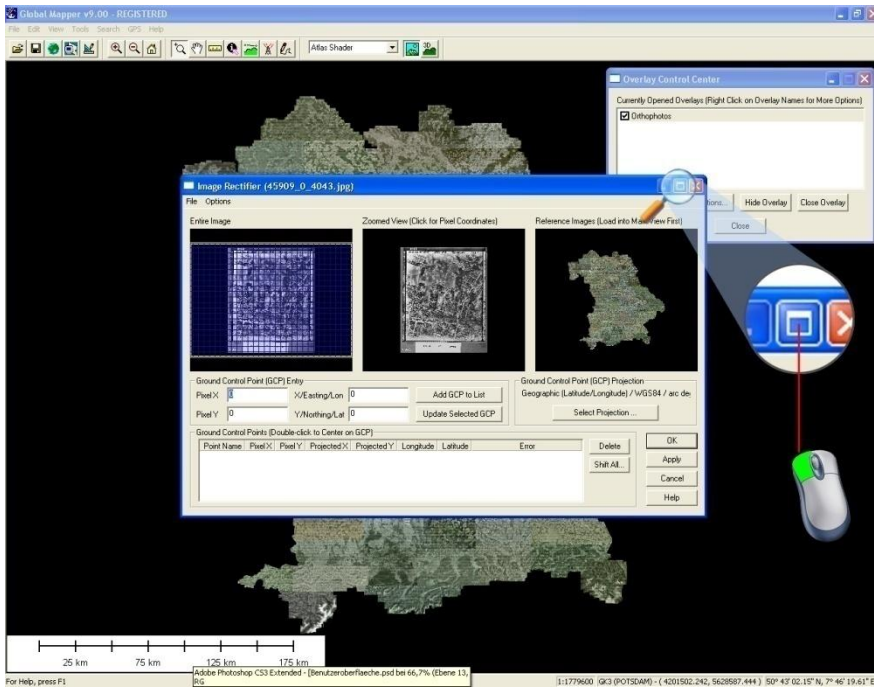 Global Mapper v9.00 - REGISTERED
File Edit View Tools Search GPS Help
Atlas Shader
3D
Overlay Control Center
Currently Opened Overlays (Right Click on Overlay Names for More Options)
Orthophotos
Hide Overlay
Close Overlay
Close
Image Rectifier (45909_0_4043.jpg)
File Options
Entire Image
Zoomed View (Click for Pixel Coordinates)
Reference Images (Load into Main View First)
Ground Control Point (GCP) Entry
Pixel X 0 X/Easting/Lon 0 Add GCP to List
Pixel Y 0 Y/Northing/Lat 0 Update Selected GCP
Ground Control Point (GCP) Projection
Geographic (Latitude/Longitude) / WGS84 / arc de
Select Projection ...
Ground Control Points (Double-click to Center on GCP)
Point Name Pixel X Pixel Y Projected X Projected Y Longitude Latitude Error
Delete
Shift All...
OK
Apply
Cancel
Help
25 km 75 km 125 km 175 km
Adobe Photoshop CS3 Extended - [Benutzeroberflaeche.psd bei 66,7% (Ebene 13,
RG
For Help, press F1
1:1779600 GK3 (POTSDAM) - ( 4201502.242, 5628587.444 ) 50° 43' 02.15" N, 7° 46' 19.61" E